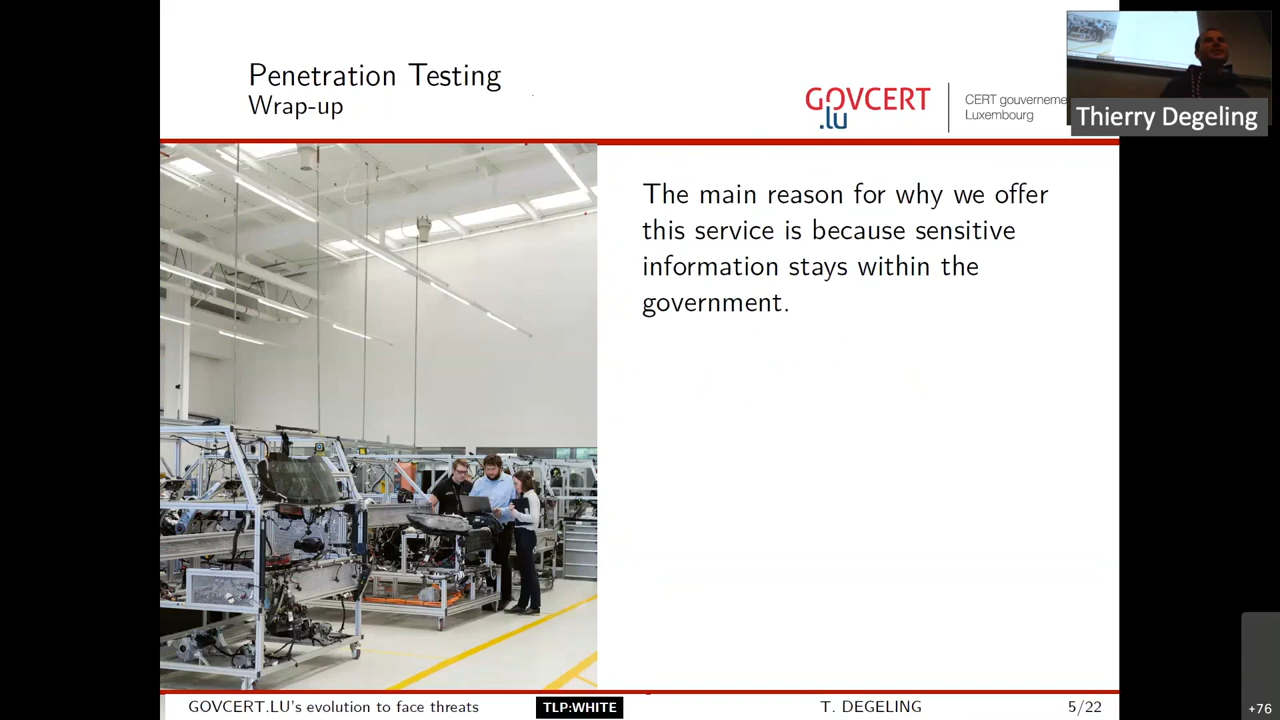 Penetration Testing
Wrap-up
GOVCERT
.lu
CERT gouverneme
Luxembourg
Thierry Degeling
The main reason for why we offer
this service is because sensitive
information stays within the
government.
GOVCERT.LU's evolution to face threats
TLP:WHITE
T. DEGELING
5/22
+76